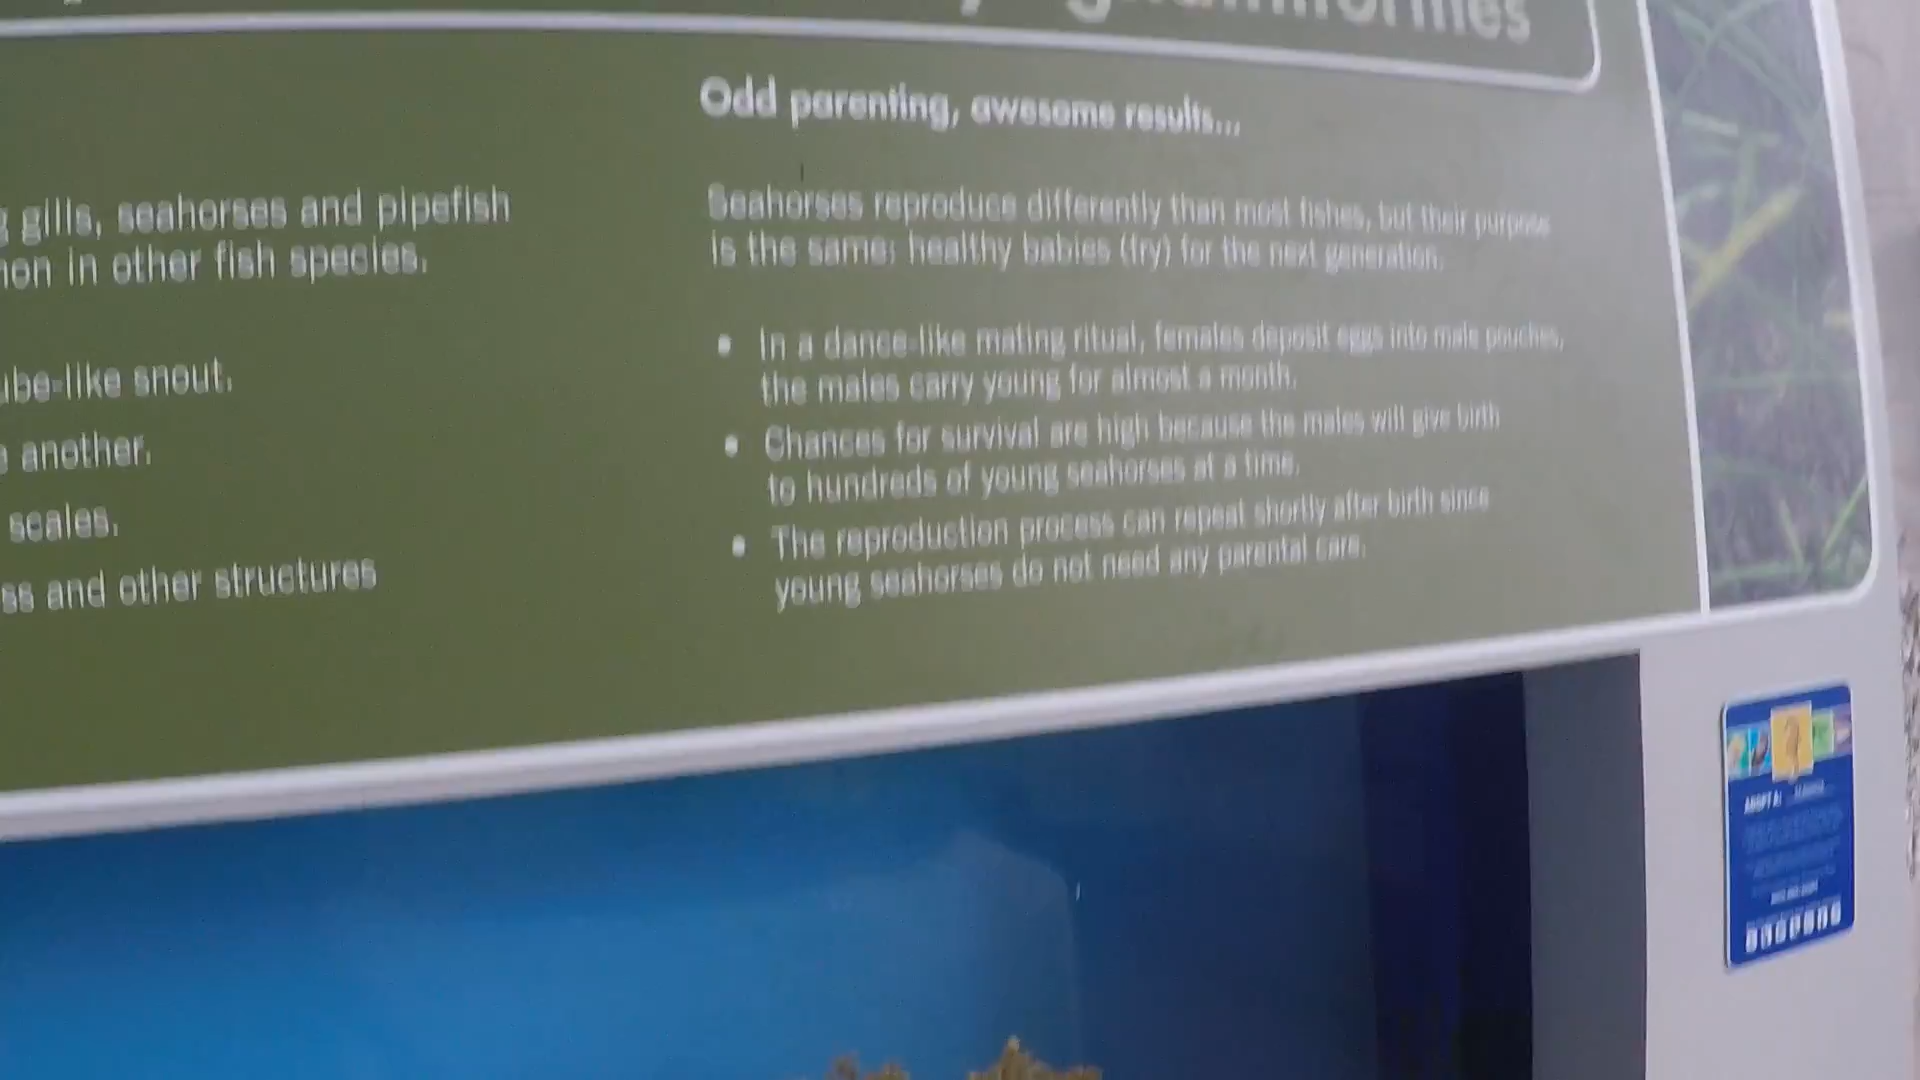 gills, seahorses and pipefish
in other fish species.
snout.
another.
scales.
and other structures
Odd parenting, awesome results...
Seahorses reproduce differently than most fishes, but their purpose
is the same: healthy babies (fry) for the next generation.
• In a dance-like mating ritual, females deposit eggs into male pouches,
the males carry young for almost a month.
• Chances for survival are high because the males will give birth
to hundreds of young seahorses at a time.
• The reproduction process can repeat shortly after birth since
young seahorses do not need any parental care.
ADOPT A